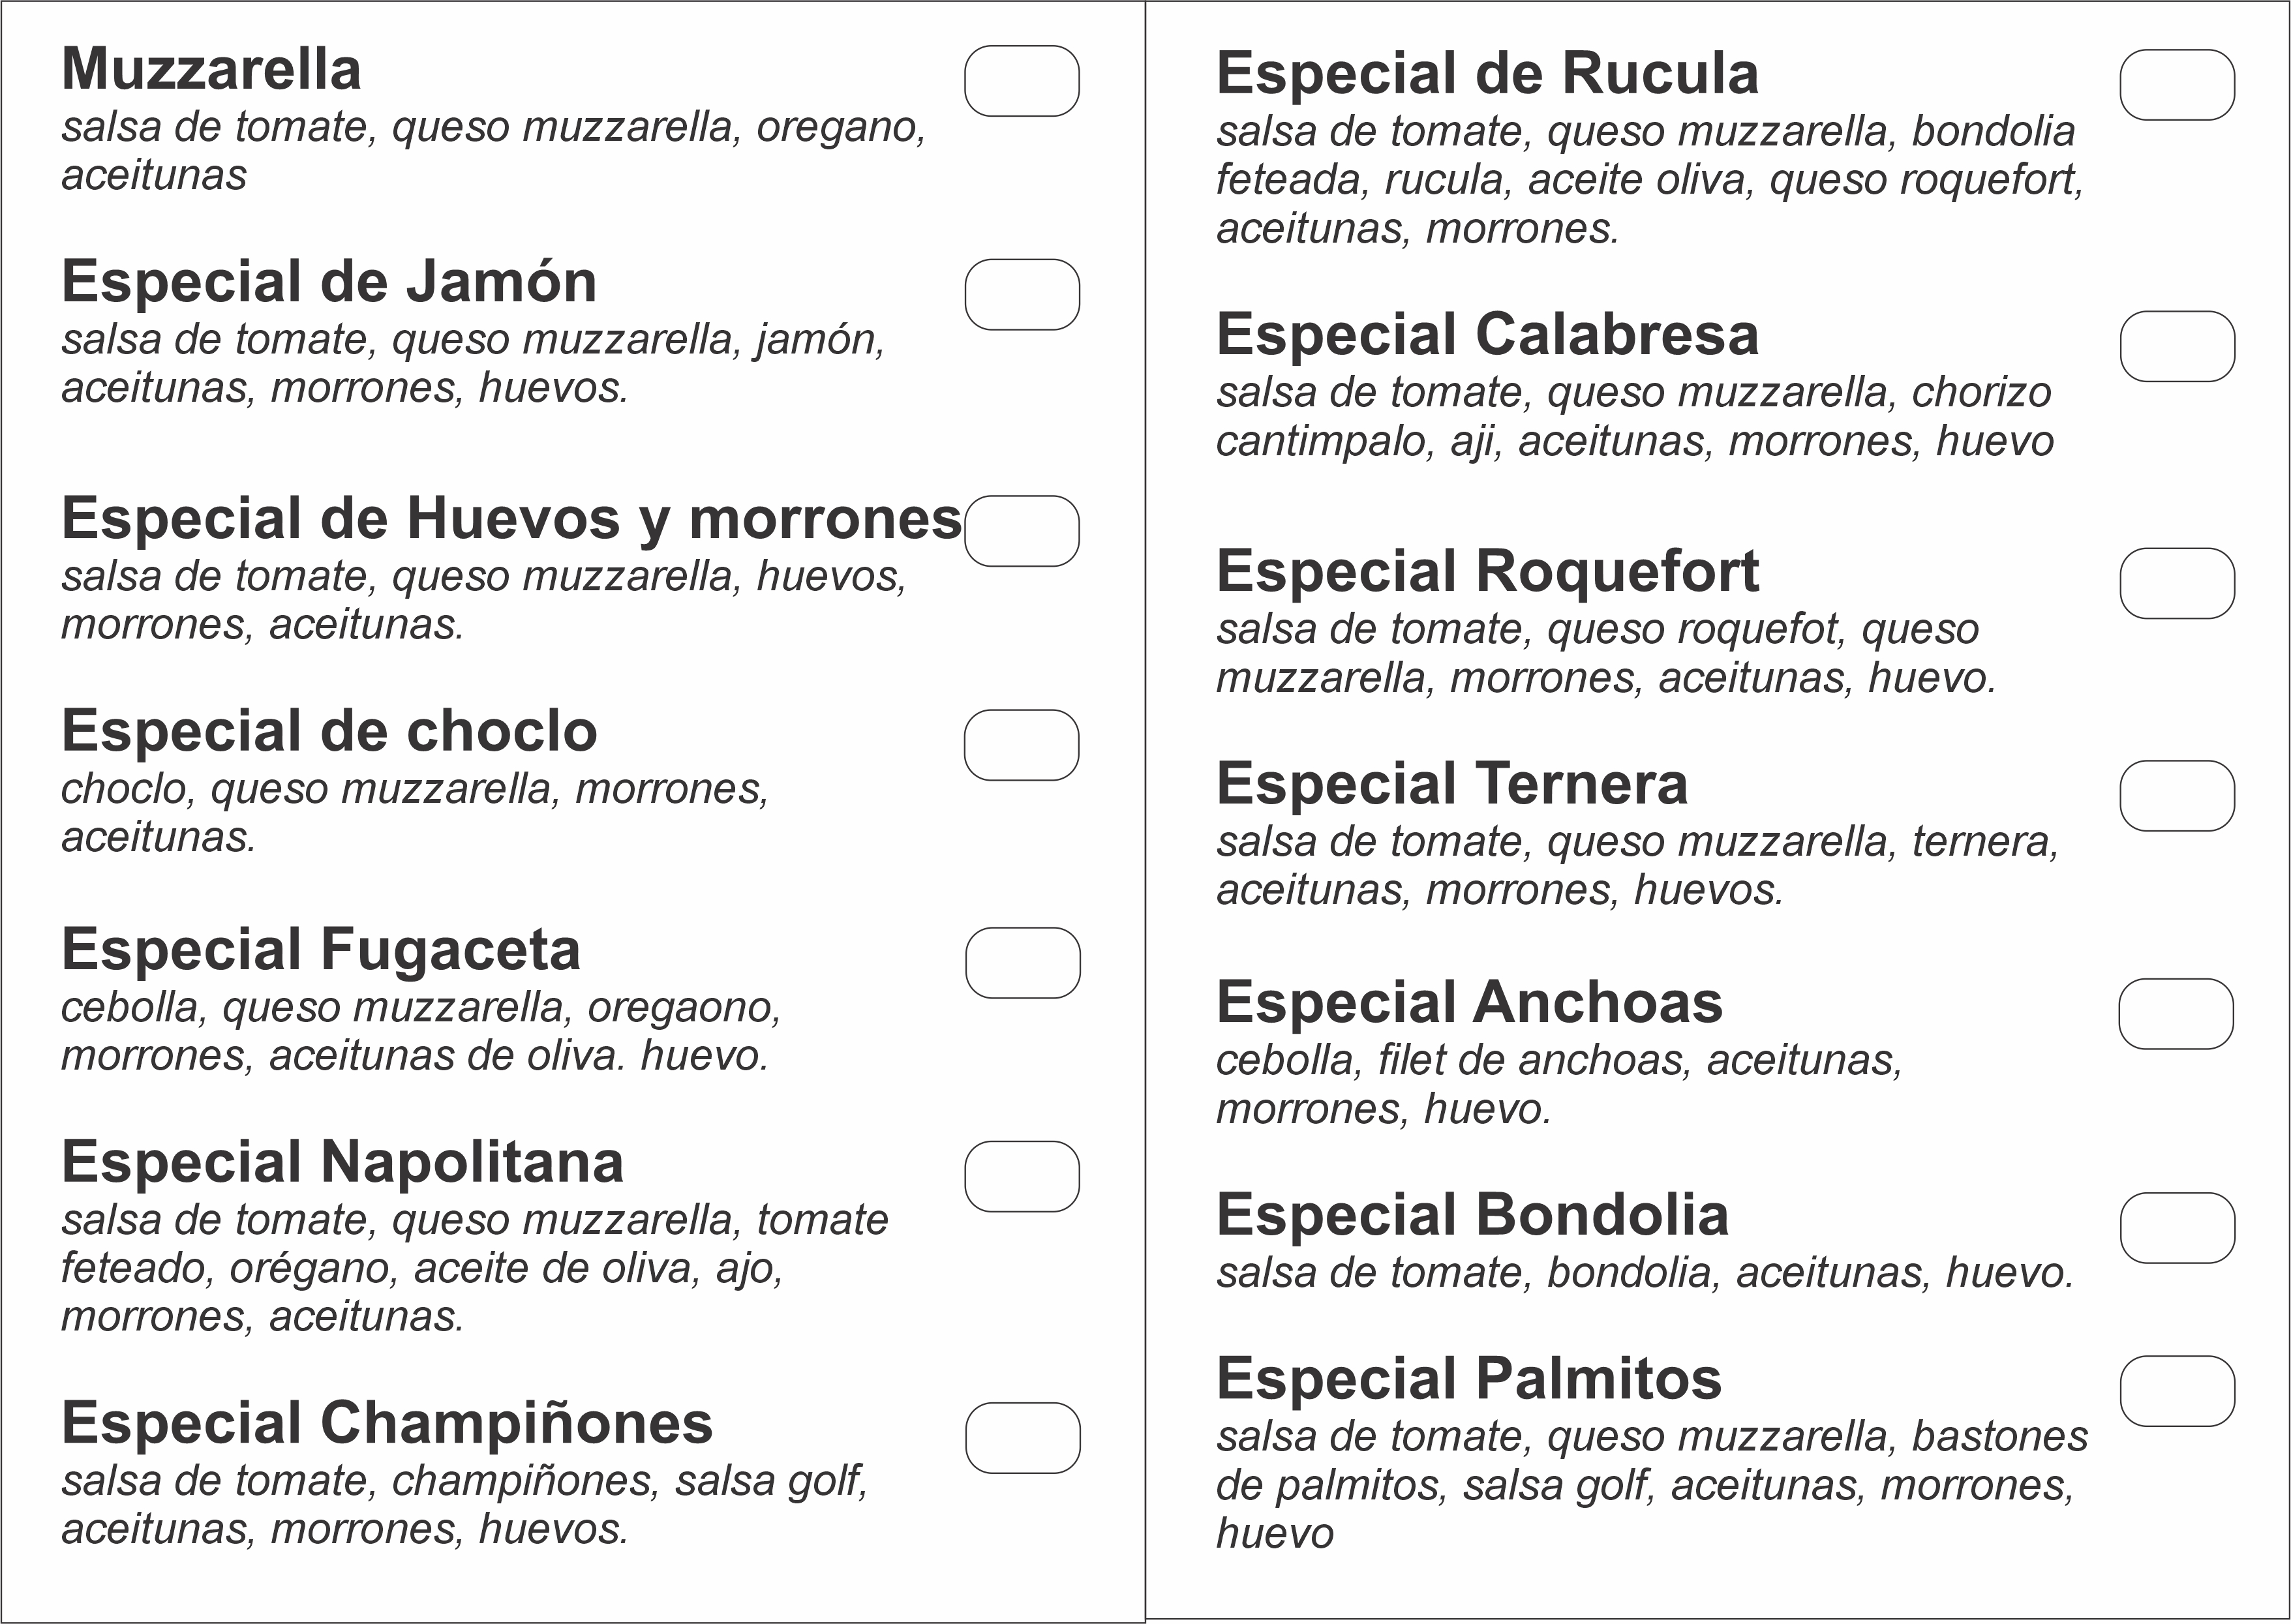 Muzzarella
salsa de tomate, queso muzzarella, oregano,
aceitunas
Especial de Jamón
salsa de tomate, queso muzzarella, jamón,
aceitunas, morrones, huevos.
Especial de Huevos y morrones
salsa de tomate, queso muzzarella, huevos,
morrones, aceitunas.
Especial de choclo
choclo, queso muzzarella, morrones,
aceitunas.
Especial Fugaceta
cebolla, queso muzzarella, oregaono,
morrones, aceitunas de oliva. huevo.
Especial Napolitana
salsa de tomate, queso muzzarella, tomate
feteado, orégano, aceite de oliva, ajo,
morrones, aceitunas.
Especial Champiñones
salsa de tomate, champiñones, salsa golf,
aceitunas, morrones, huevos.
Especial de Rucula
salsa de tomate, queso muzzarella, bondolia
feteada, rucula, aceite oliva, queso roquefort,
aceitunas, morrones.
Especial Calabresa
salsa de tomate, queso muzzarella, chorizo
cantimpalo, aji, aceitunas, morrones, huevo
Especial Roquefort
salsa de tomate, queso roquefot, queso
muzzarella, morrones, aceitunas, huevo.
Especial Ternera
salsa de tomate, queso muzzarella, ternera,
aceitunas, morrones, huevos.
Especial Anchoas
cebolla, filet de anchoas, aceitunas,
morrones, huevo.
Especial Bondolia
salsa de tomate, bondolia, aceitunas, huevo.
Especial Palmitos
salsa de tomate, queso muzzarella, bastones
de palmitos, salsa golf, aceitunas, morrones,
huevo